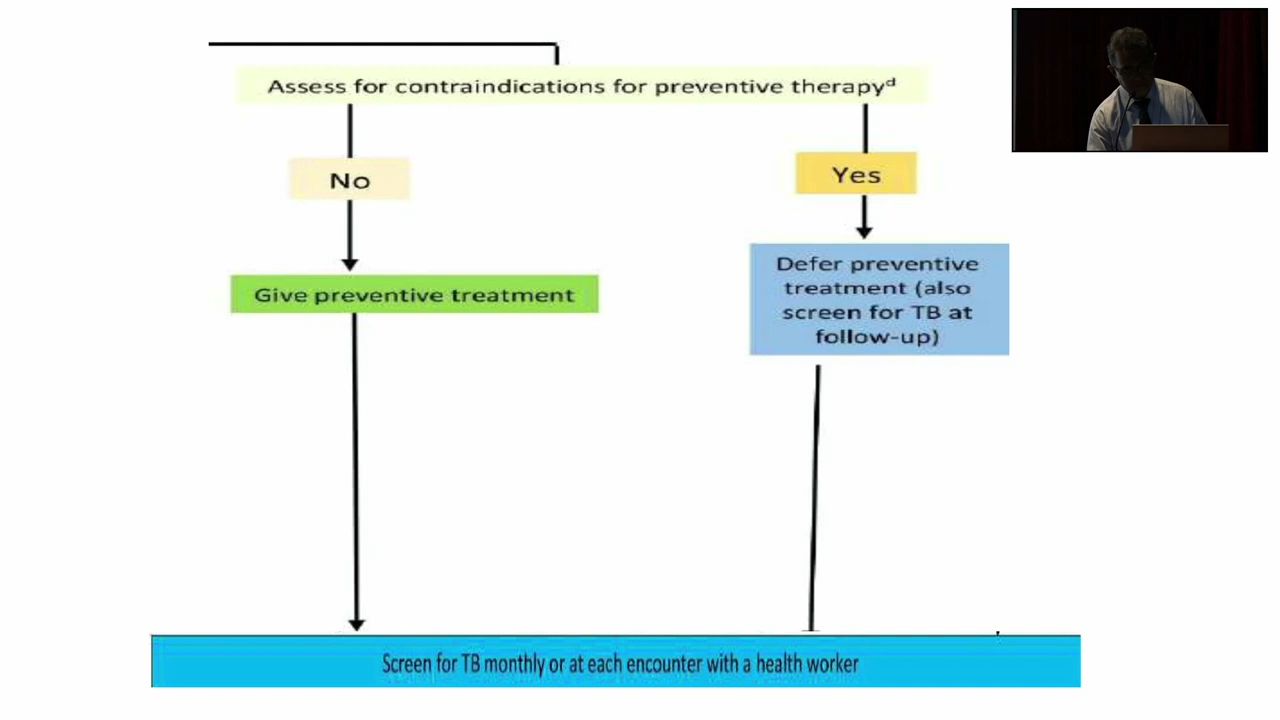 Assess for contraindications for preventive therapyᵈ
No
Yes
Give preventive treatment
Defer preventive
treatment (also
screen for TB at
follow-up)
Screen for TB monthly or at each encounter with a health worker